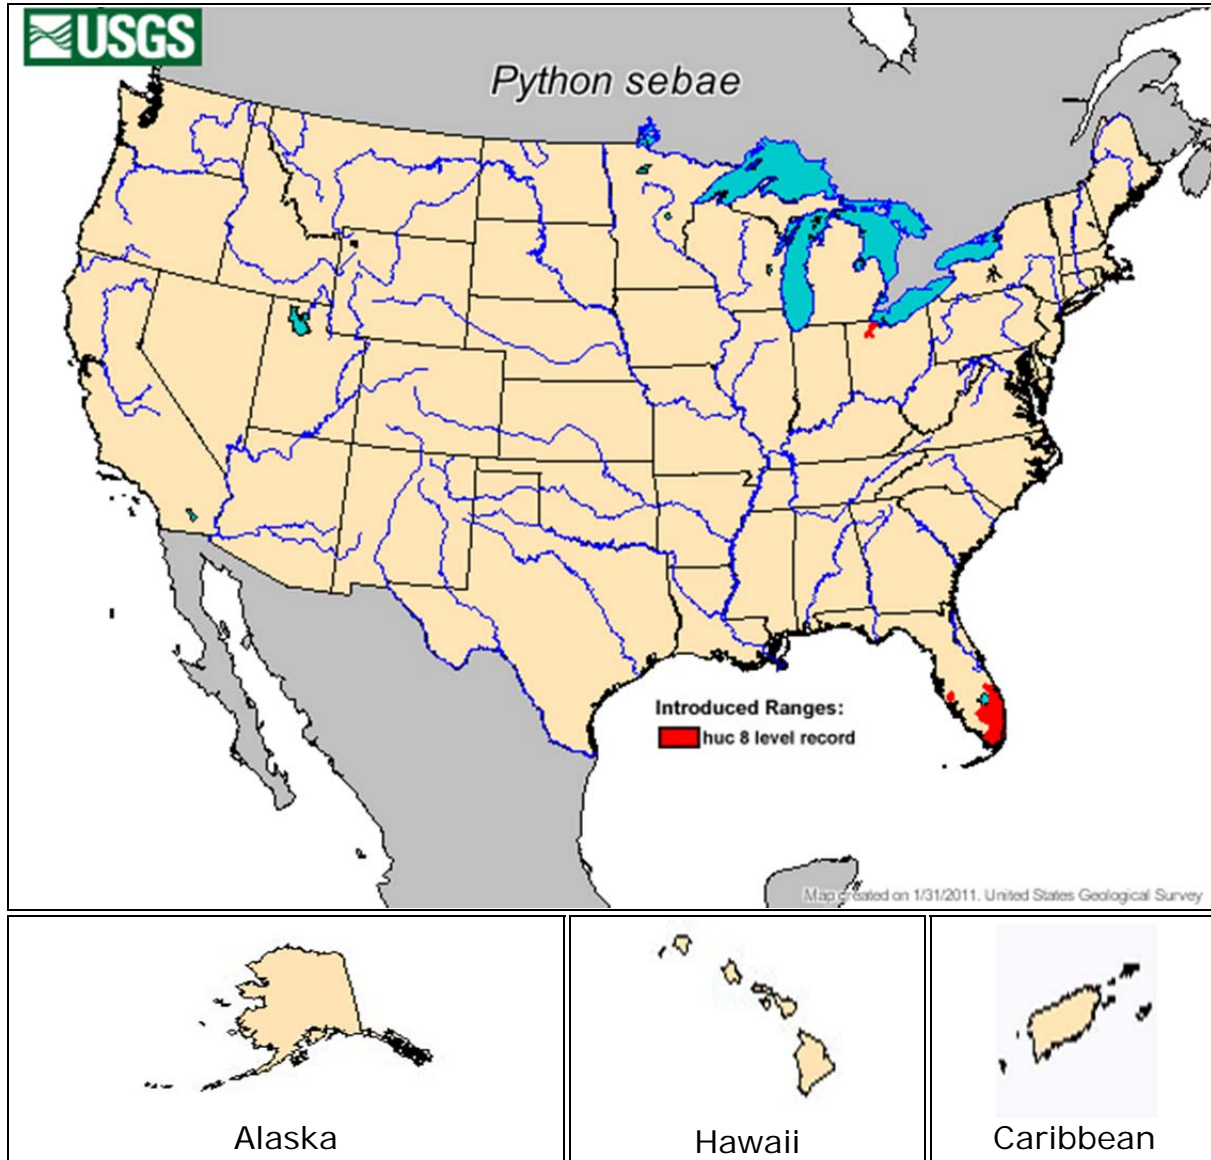 USGS
Python sebae
Introduced Ranges:
huc 8 level record
Map created on 1/31/2011. United States Geological Survey
Alaska
Hawaii
Caribbean